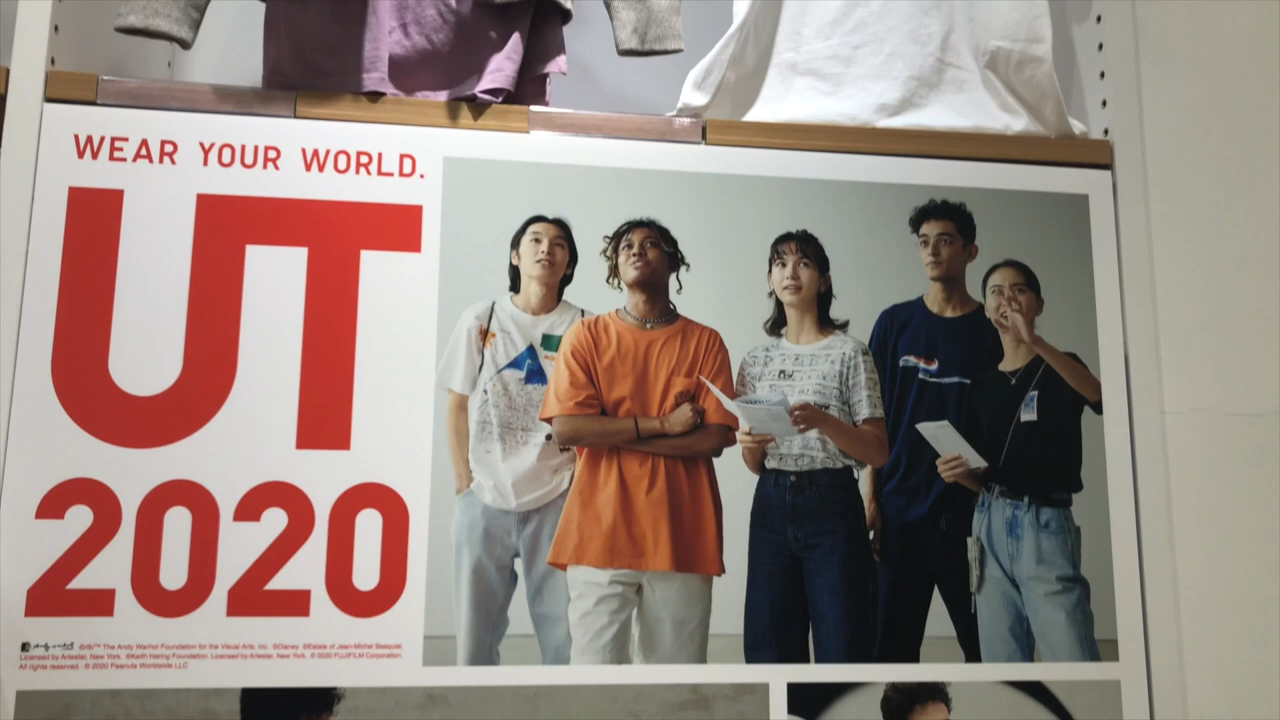 WEAR YOUR WORLD.
UT
2020
©/®/™ The Andy Warhol Foundation for the Visual Arts, Inc. ©Disney ©Estate of Jean-Michel Basquiat.
Licensed by Artestar, New York. ©Keith Haring Foundation. Licensed by Artestar, New York. © 2020 FUJIFILM Corporation.
All rights reserved. © 2020 Peanuts Worldwide LLC